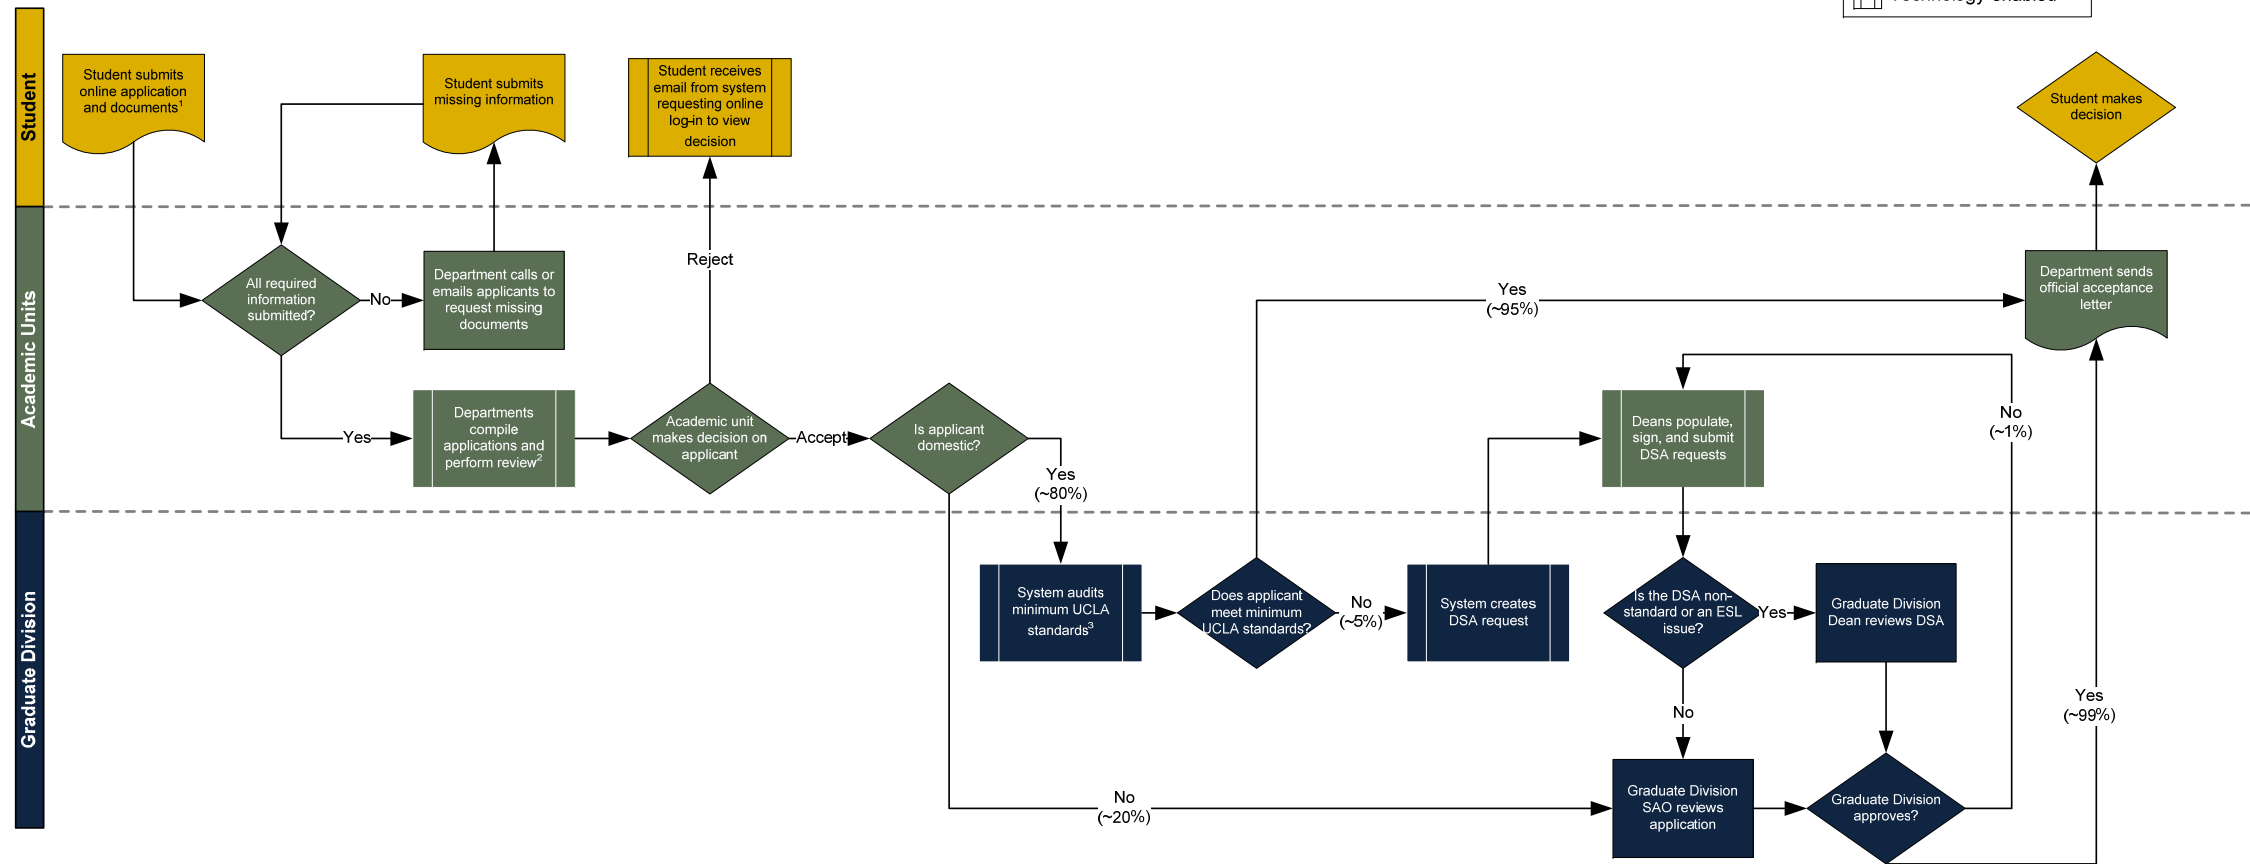 Technology-enabled
Student
Student submits
online application
and documents1
Student submits
missing information
Student receives
email from system
requesting online
log-in to view
decision
Student makes
decision
Academic Units
All required
information
submitted?
No
Department calls or
emails applicants to
request missing
documents
Reject
Yes
(~95%)
Department sends
official acceptance
letter
Yes
Departments
compile
applications and
perform review2
Academic unit
makes decision on
applicant
Accept
Is applicant
domestic?
Yes
(~80%)
Deans populate,
sign, and submit
DSA requests
No
(~1%)
Graduate Division
System audits
minimum UCLA
standards3
Does applicant
meet minimum
UCLA standards?
No
(~5%)
System creates
DSA request
Is the DSA non-
standard or an ESL
issue?
Yes
Graduate Division
Dean reviews DSA
No
Yes
(~99%)
No
(~20%)
Graduate Division
SAO reviews
application
Graduate Division
approves?